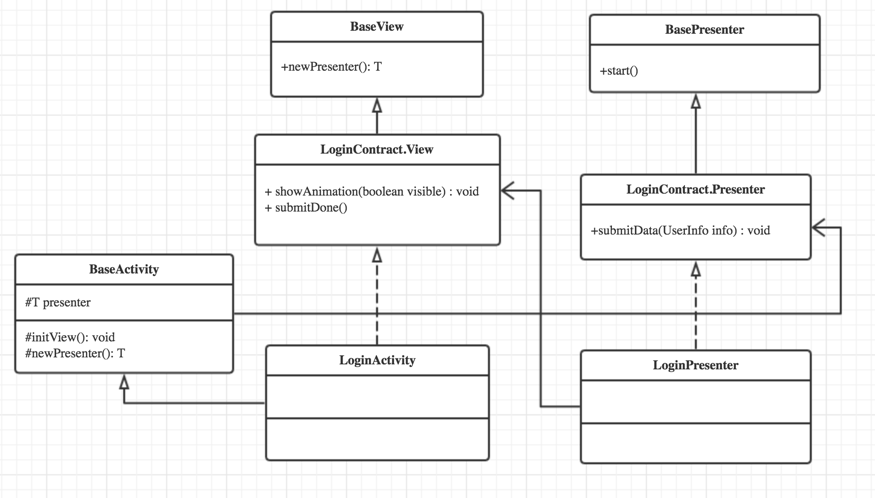 BaseView
+newPresenter(): T
BasePresenter
+start()
LoginContract.View
+ showAnimation(boolean visible) : void
+ submitDone()
LoginContract.Presenter
+submitData(UserInfo info) : void
BaseActivity
#T presenter
#initView(): void
#newPresenter(): T
LoginActivity
LoginPresenter